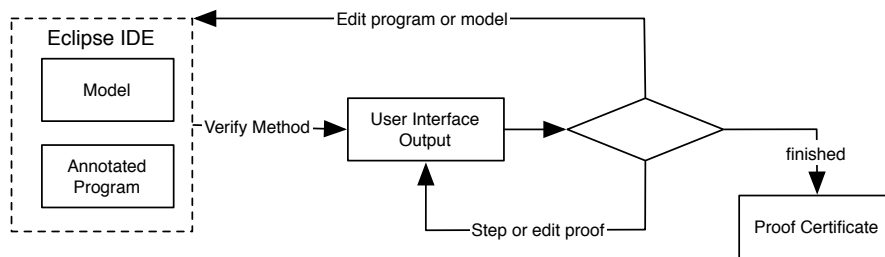 Edit program or model
Eclipse IDE
Model
Verify Method
User Interface
Output
Annotated
Program
finished
Step or edit proof
Proof Certificate